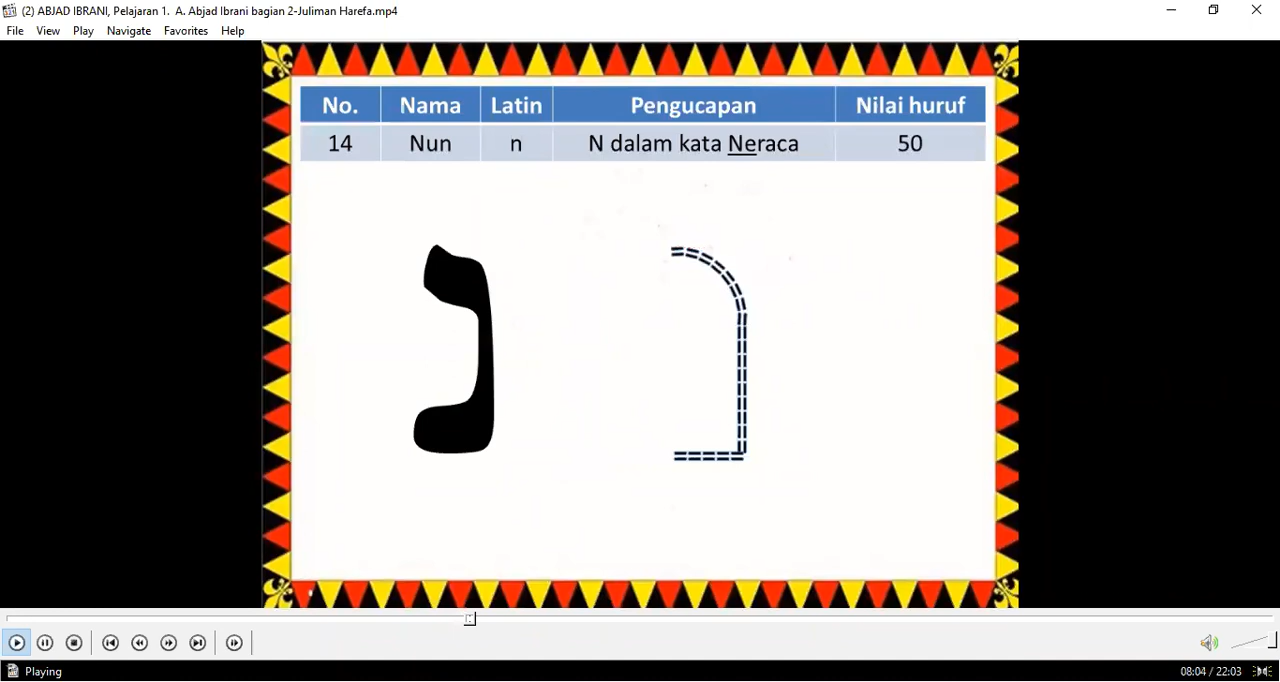 (2) ABJAD IBRANI, Pelajaran 1.  A. Abjad Ibrani bagian 2-Juliman Harefa.mp4
File View Play Navigate Favorites Help
No. Nama Latin Pengucapan Nilai huruf
14 Nun n N dalam kata Neraca 50
נ נ
Playing 08:04 / 22:03